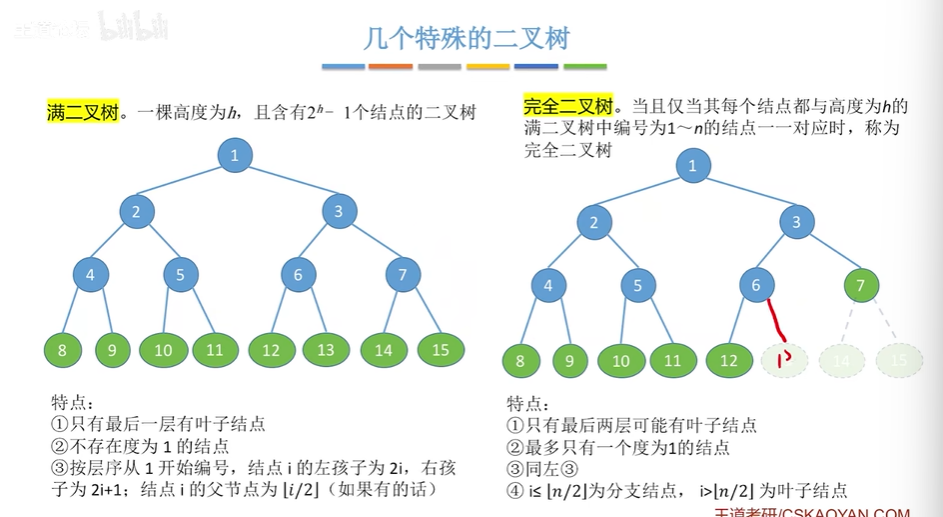 bilibili
几个特殊的二叉树
满二叉树。一棵高度为h，且含有2ʰ− 1个结点的二叉树
1
2
3
4
5
6
7
8
9
10
11
12
13
14
15
特点：
①只有最后一层有叶子结点
②不存在度为 1 的结点
③按层序从 1 开始编号，结点 i 的左孩子为 2i，右孩
子为 2i+1；结点 i 的父节点为 ⌊i/2⌋（如果有的话）
完全二叉树。当且仅当其每个结点都与高度为h的
满二叉树中编号为1～n的结点一一对应时，称为
完全二叉树
1
2
3
4
5
6
7
8
9
10
11
12
14
15
特点：
①只有最后两层可能有叶子结点
②最多只有一个度为1的结点
③同左③
④ i≤ ⌊n/2⌋为分支结点， i>⌊n/2⌋ 为叶子结点
王道考研/CSKAOYAN.COM